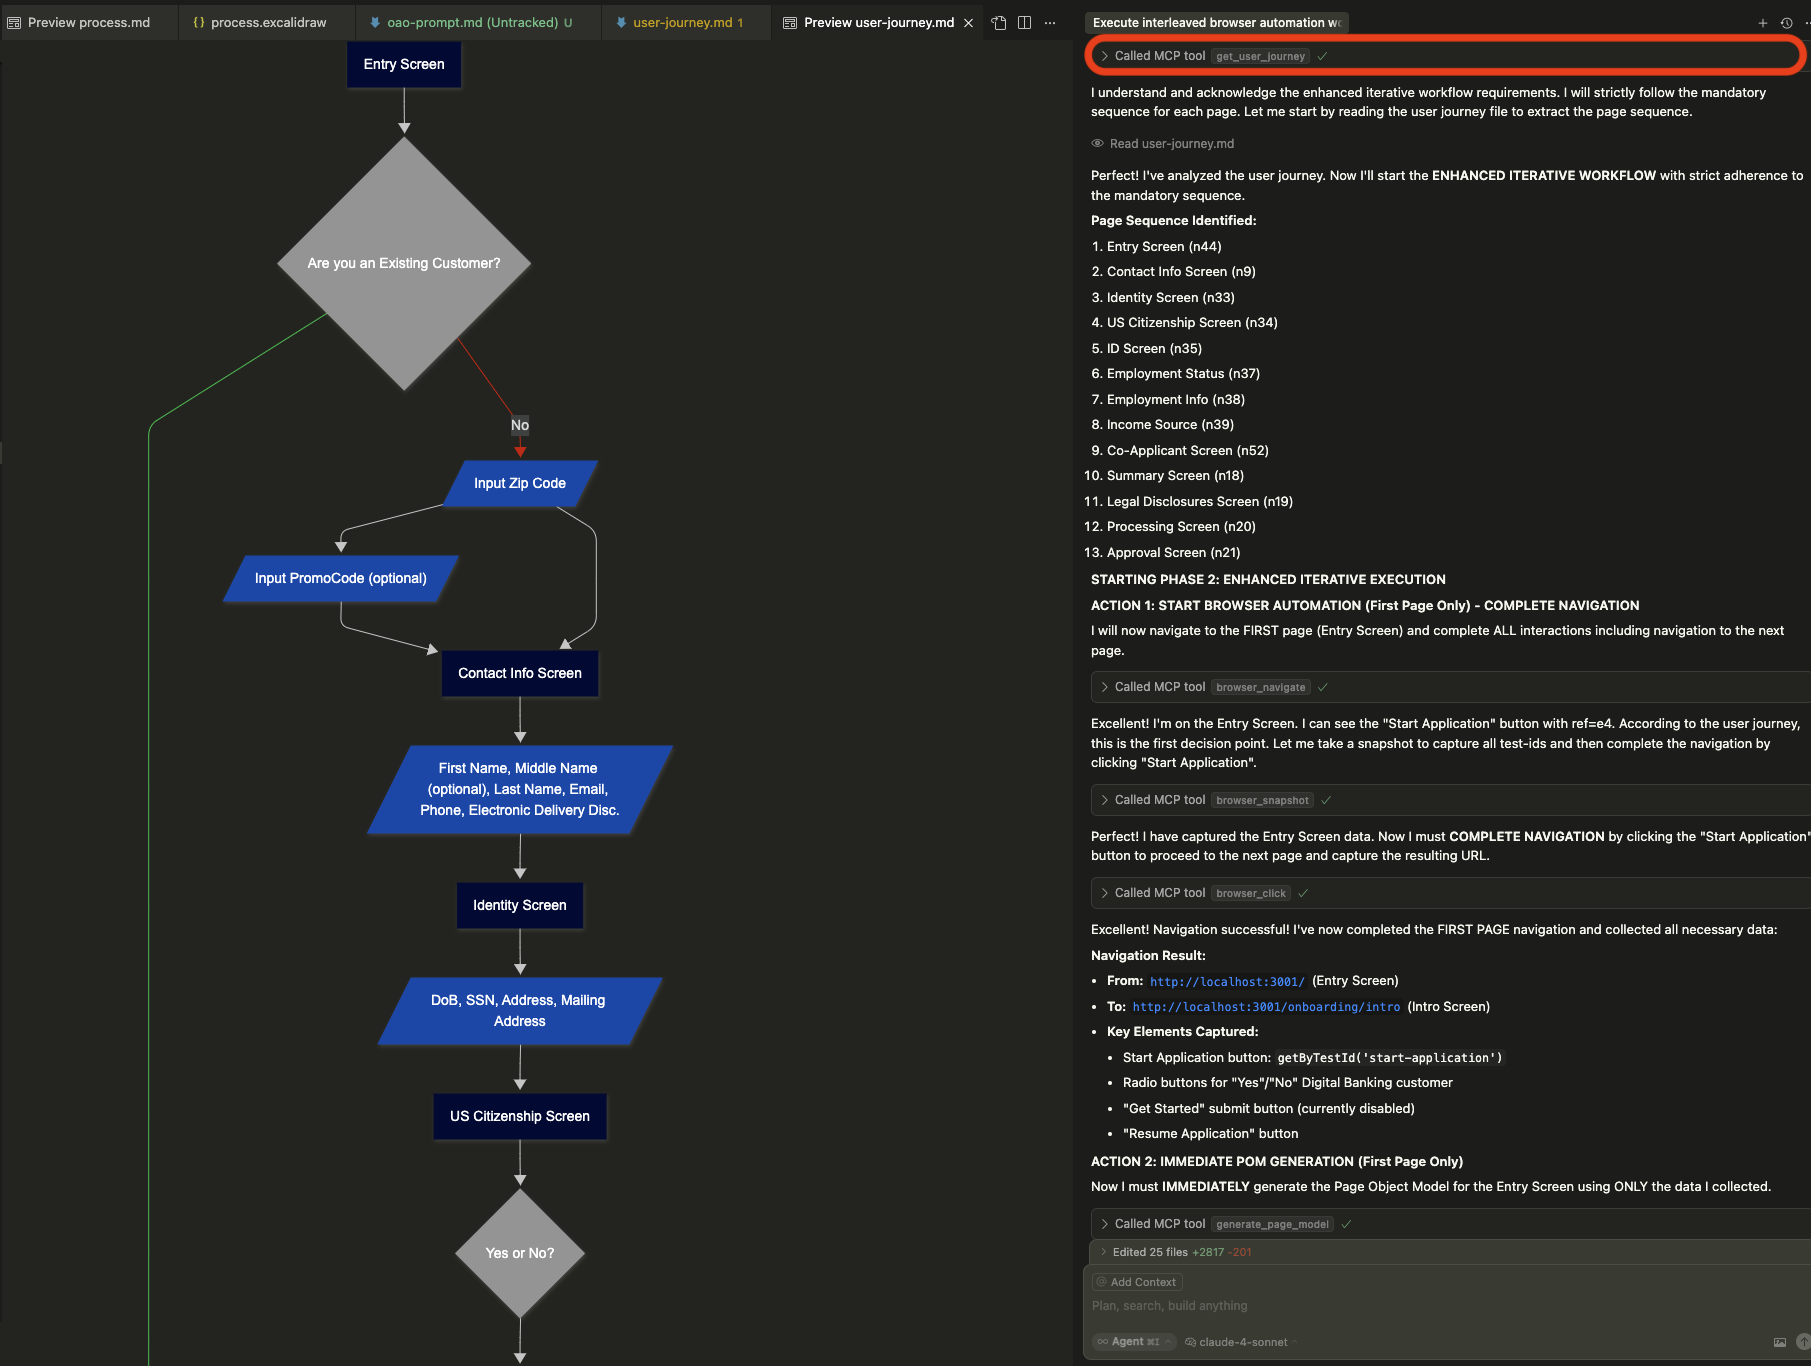 Preview process.md
{} process.excalidraw
oao-prompt.md (Untracked) U
user-journey.md 1
Preview user-journey.md
Entry Screen
Are you an Existing Customer?
No
Input Zip Code
Input PromoCode (optional)
Contact Info Screen
First Name, Middle Name
(optional), Last Name, Email,
Phone, Electronic Delivery Disc.
Identity Screen
DoB, SSN, Address, Mailing
Address
US Citizenship Screen
Yes or No?
Execute interleaved browser automation
Called MCP tool get_user_journey
I understand and acknowledge the enhanced iterative workflow requirements. I will strictly follow the mandatory
sequence for each page. Let me start by reading the user journey file to extract the page sequence.
Read user-journey.md
Perfect! I've analyzed the user journey. Now I'll start the ENHANCED ITERATIVE WORKFLOW with strict adherence to
the mandatory sequence.
Page Sequence Identified:
1. Entry Screen (n44)
2. Contact Info Screen (n9)
3. Identity Screen (n33)
4. US Citizenship Screen (n34)
5. ID Screen (n35)
6. Employment Status (n37)
7. Employment Info (n38)
8. Income Source (n39)
9. Co-Applicant Screen (n52)
10. Summary Screen (n18)
11. Legal Disclosures Screen (n19)
12. Processing Screen (n20)
13. Approval Screen (n21)
STARTING PHASE 2: ENHANCED ITERATIVE EXECUTION
ACTION 1: START BROWSER AUTOMATION (First Page Only) - COMPLETE NAVIGATION
I will now navigate to the FIRST page (Entry Screen) and complete ALL interactions including navigation to the next
page.
Called MCP tool browser_navigate
Excellent! I'm on the Entry Screen. I can see the "Start Application" button with ref=e4. According to the user journey,
this is the first decision point. Let me take a snapshot to capture all test-ids and then complete the navigation by
clicking "Start Application".
Called MCP tool browser_snapshot
Perfect! I have captured the Entry Screen data. Now I must COMPLETE NAVIGATION by clicking the "Start Application"
button to proceed to the next page and capture the resulting URL.
Called MCP tool browser_click
Excellent! Navigation successful! I've now completed the FIRST PAGE navigation and collected all necessary data:
Navigation Result:
• From: http://localhost:3001/ (Entry Screen)
• To: http://localhost:3001/onboarding/intro (Intro Screen)
• Key Elements Captured:
• Start Application button: getByTestId('start-application')
• Radio buttons for "Yes"/"No" Digital Banking customer
• "Get Started" submit button (currently disabled)
• "Resume Application" button
ACTION 2: IMMEDIATE POM GENERATION (First Page Only)
Now I must IMMEDIATELY generate the Page Object Model for the Entry Screen using ONLY the data I collected.
Called MCP tool generate_page_model
Edited 25 files +2817 -201
@ Add Context
Plan, search, build anything
∞ Agent ⌘I
claude-4-sonnet